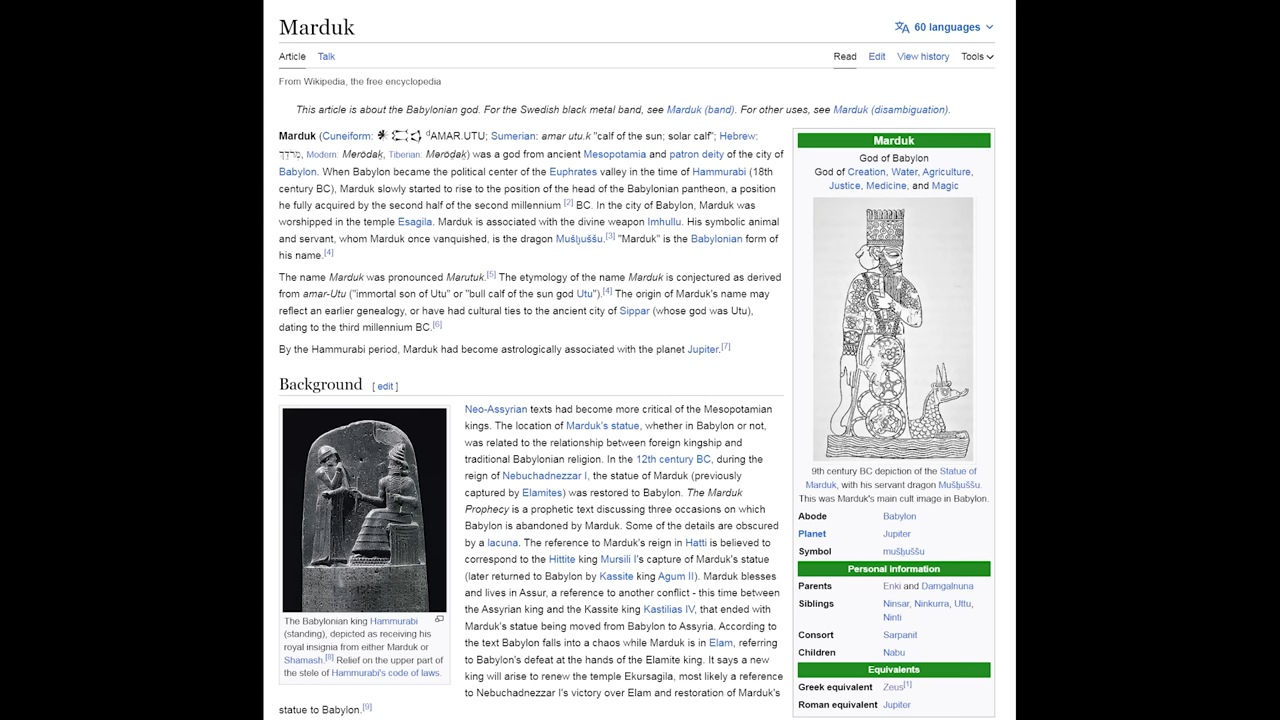 Marduk
60 languages
Article Talk
Read Edit View history Tools
From Wikipedia, the free encyclopedia
This article is about the Babylonian god. For the Swedish black metal band, see Marduk (band). For other uses, see Marduk (disambiguation).
Marduk (Cuneiform: 𒀭𒀫𒌓 ᵈAMAR.UTU; Sumerian: amar utu.k "calf of the sun; solar calf"; Hebrew:
מְרֹדַךְ, Modern: Merōdaḵ, Tiberian: Mərōḏaḵ) was a god from ancient Mesopotamia and patron deity of the city of
Babylon. When Babylon became the political center of the Euphrates valley in the time of Hammurabi (18th
century BC), Marduk slowly started to rise to the position of the head of the Babylonian pantheon, a position
he fully acquired by the second half of the second millennium [2] BC. In the city of Babylon, Marduk was
worshipped in the temple Esagila. Marduk is associated with the divine weapon Imhullu. His symbolic animal
and servant, whom Marduk once vanquished, is the dragon Mušḫuššu.[3] "Marduk" is the Babylonian form of
his name.[4]
The name Marduk was pronounced Marutuk.[5] The etymology of the name Marduk is conjectured as derived
from amar-Utu ("immortal son of Utu" or "bull calf of the sun god Utu").[4] The origin of Marduk's name may
reflect an earlier genealogy, or have had cultural ties to the ancient city of Sippar (whose god was Utu),
dating to the third millennium BC.[6]
By the Hammurabi period, Marduk had become astrologically associated with the planet Jupiter.[7]
Background [ edit ]
Neo-Assyrian texts had become more critical of the Mesopotamian
kings. The location of Marduk's statue, whether in Babylon or not,
was related to the relationship between foreign kingship and
traditional Babylonian religion. In the 12th century BC, during the
reign of Nebuchadnezzar I, the statue of Marduk (previously
captured by Elamites) was restored to Babylon. The Marduk
Prophecy is a prophetic text discussing three occasions on which
Babylon is abandoned by Marduk. Some of the details are obscured
by a lacuna. The reference to Marduk's reign in Hatti is believed to
correspond to the Hittite king Mursili I's capture of Marduk's statue
(later returned to Babylon by Kassite king Agum II). Marduk blesses
and lives in Assur, a reference to another conflict - this time between
the Assyrian king and the Kassite king Kastilias IV, that ended with
Marduk's statue being moved from Babylon to Assyria. According to
the text Babylon falls into a chaos while Marduk is in Elam, referring
to Babylon's defeat at the hands of the Elamite king. It says a new
king will arise to renew the temple Ekursagila, most likely a reference
to Nebuchadnezzar I's victory over Elam and restoration of Marduk's
statue to Babylon.[9]
The Babylonian king Hammurabi
(standing), depicted as receiving his
royal insignia from either Marduk or
Shamash.[8] Relief on the upper part of
the stele of Hammurabi's code of laws.
Marduk
God of Babylon
God of Creation, Water, Agriculture,
Justice, Medicine, and Magic
9th century BC depiction of the Statue of
Marduk, with his servant dragon Mušḫuššu.
This was Marduk's main cult image in Babylon.
Abode Babylon
Planet Jupiter
Symbol mušḫuššu
Personal information
Parents Enki and Damgalnuna
Siblings Ninsar, Ninkurra, Uttu,
Ninti
Consort Sarpanit
Children Nabu
Equivalents
Greek equivalent Zeus[1]
Roman equivalent Jupiter